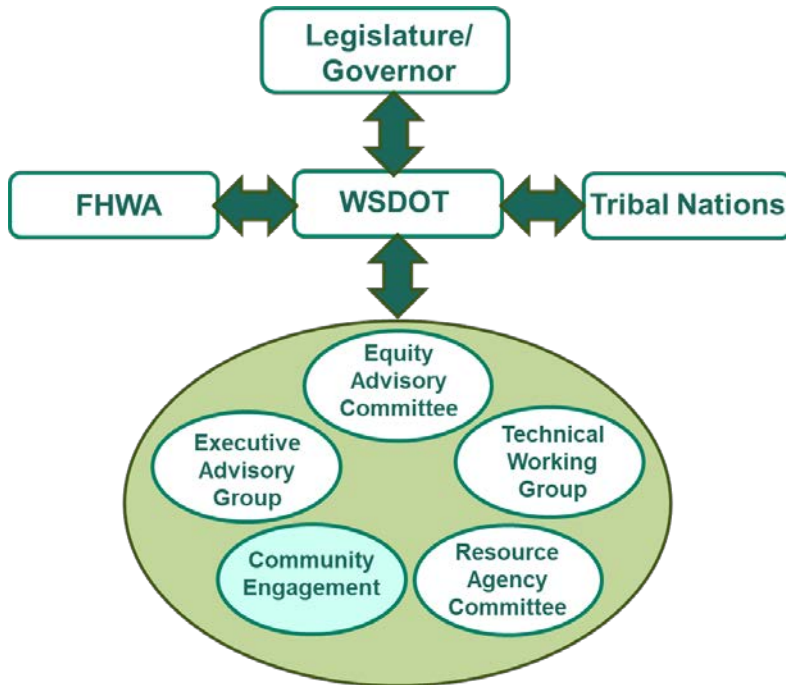 Legislature/
Governor
FHWA
WSDOT
Tribal Nations
Equity
Advisory
Committee
Executive
Advisory
Group
Technical
Working
Group
Community
Engagement
Resource
Agency
Committee